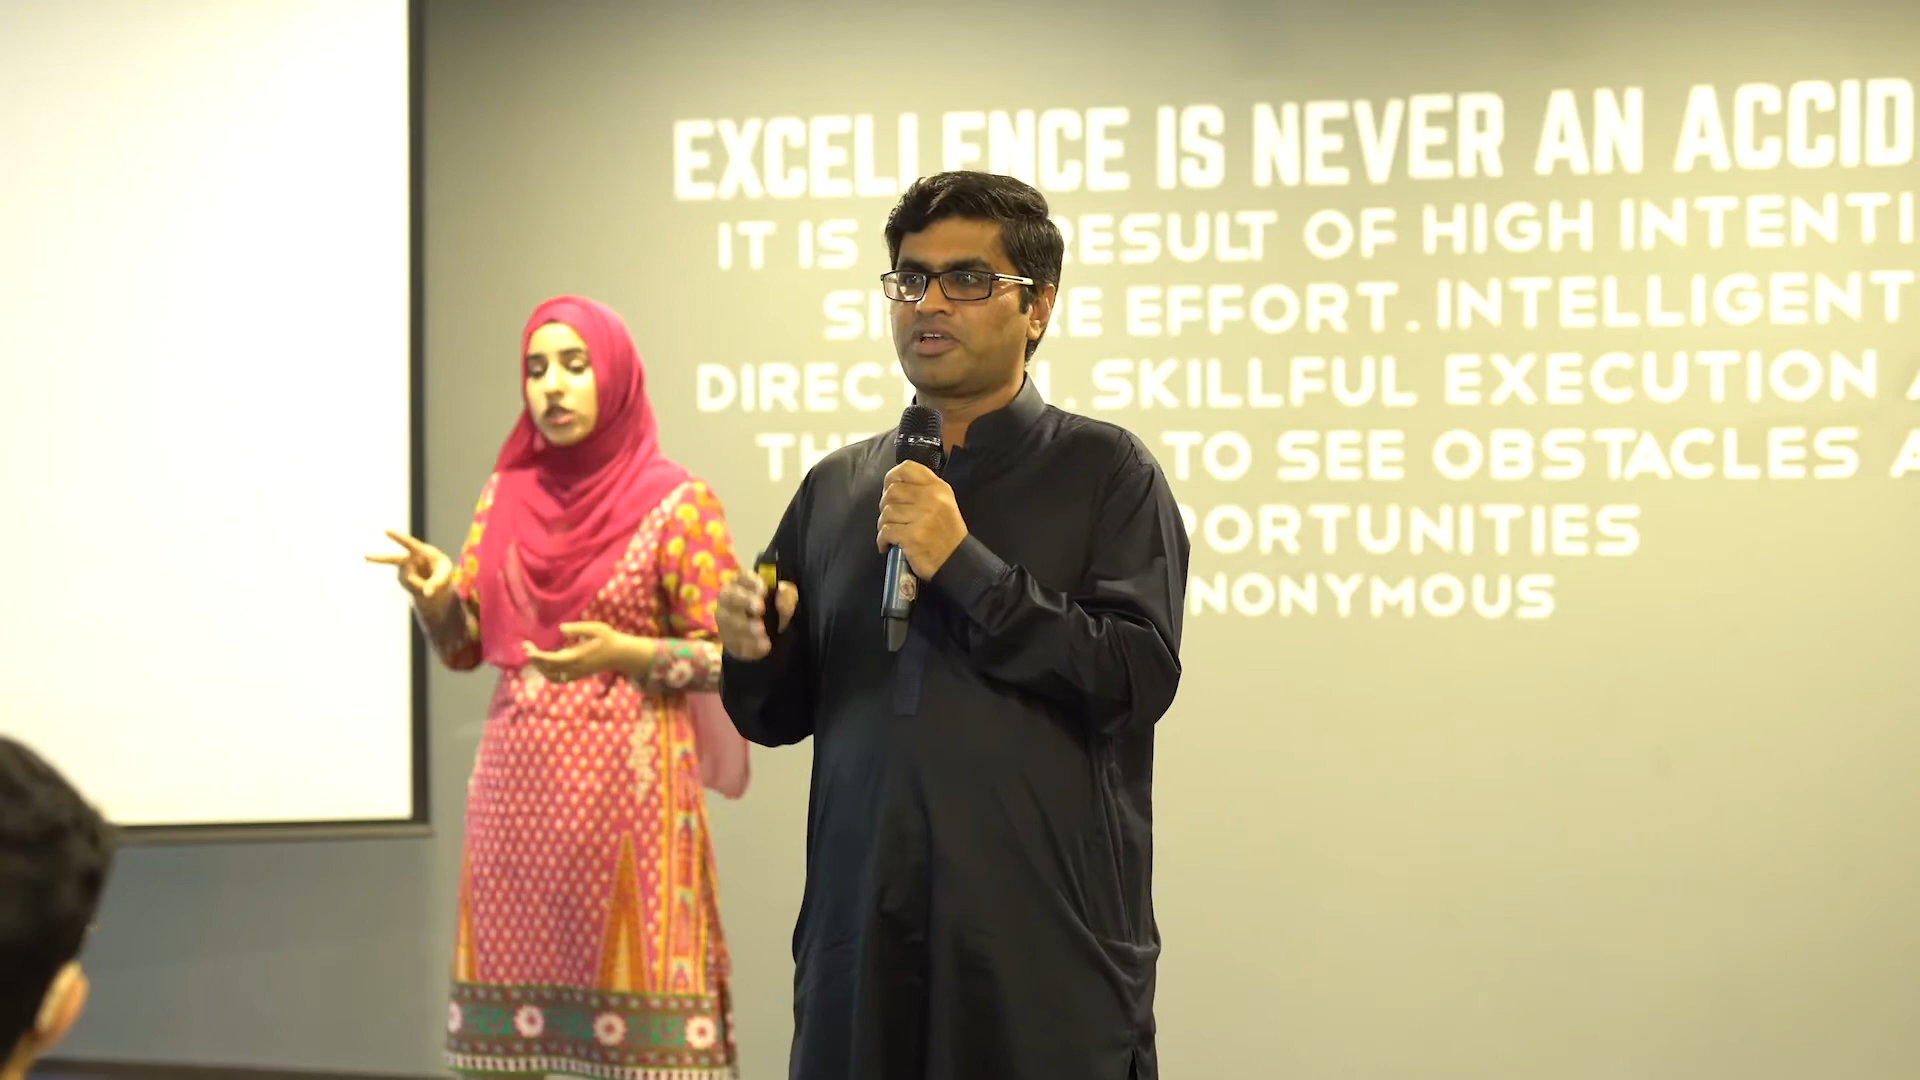 EXCELLENCE IS NEVER AN ACCID
IT IS RESULT OF HIGH INTENTI
EFFORT. INTELLIGENT
SKILLFUL EXECUTION
TO SEE OBSTACLES
PORTUNITIES
NONYMOUS